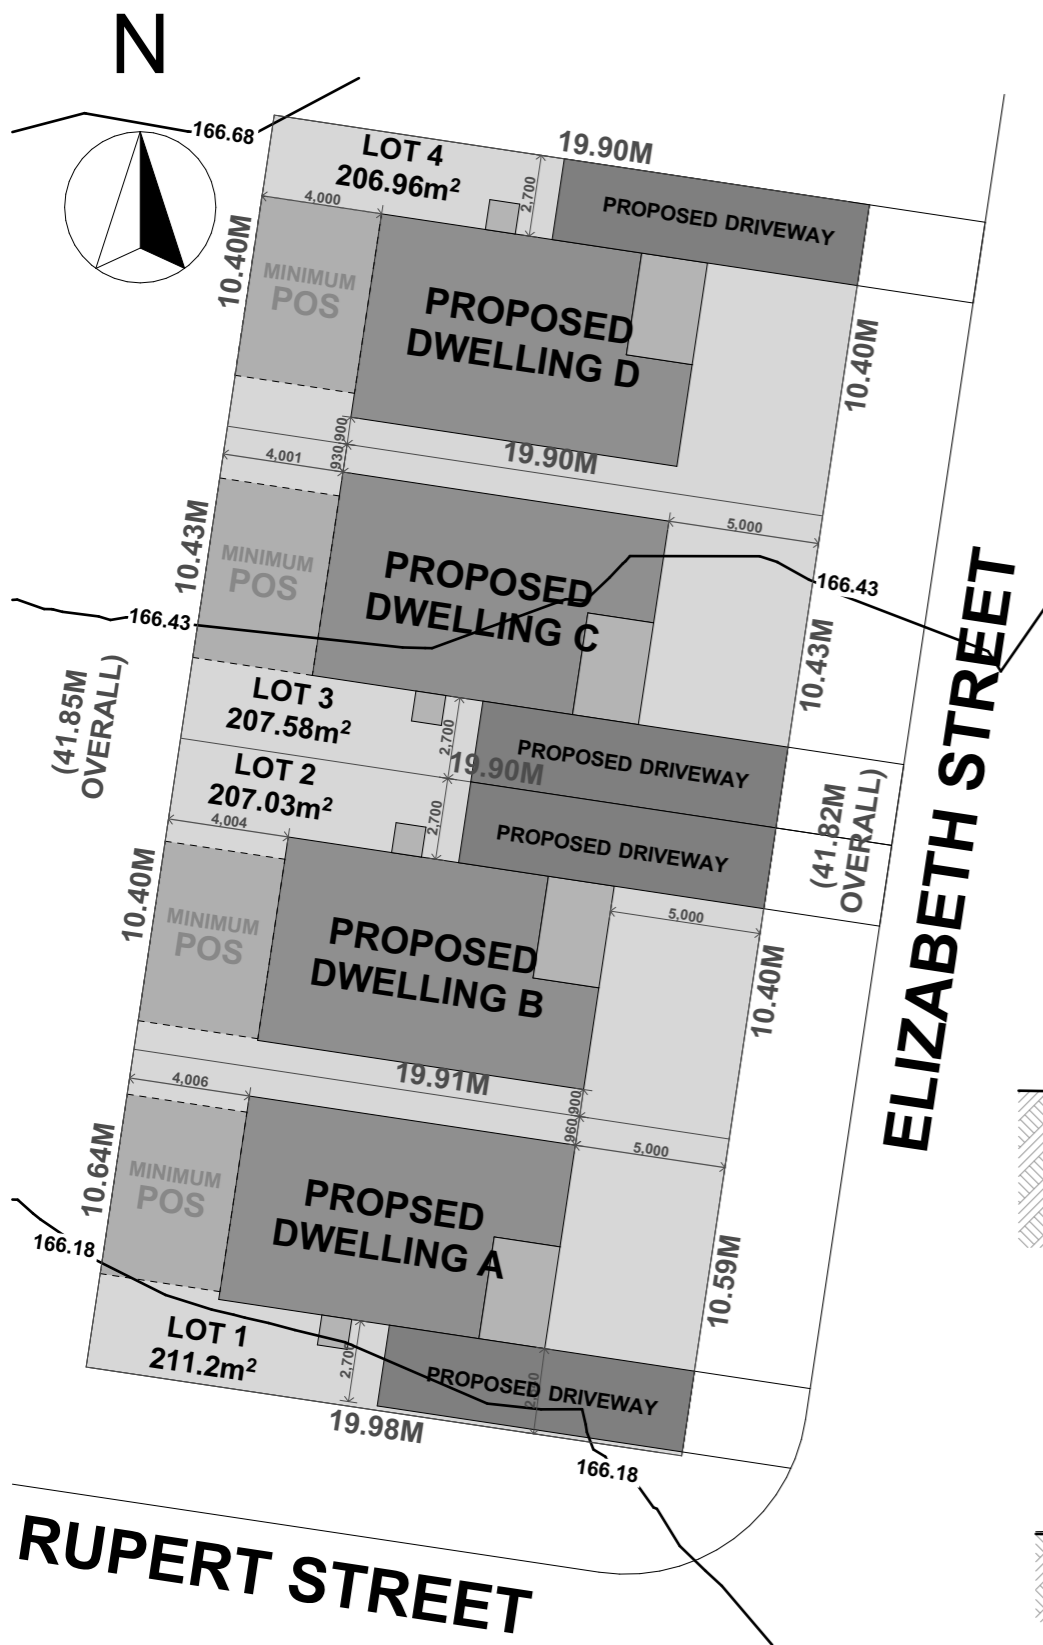 N
166.68
LOT 4
206.96m²
19.90M
2,700
PROPOSED DRIVEWAY
4,000
10.40M
MINIMUM
POS
PROPOSED
DWELLING D
10.40M
900
930
19.90M
4,001
5,000
10.43M
MINIMUM
POS
PROPOSED
DWELLING C
166.43
166.43
10.43M
(41.85M
OVERALL)
LOT 3
207.58m²
2,700
PROPOSED DRIVEWAY
19.90M
LOT 2
207.03m²
2,700
PROPOSED DRIVEWAY
(41.82M
OVERALL)
ELIZABETH STREET
4,004
5,000
10.40M
MINIMUM
POS
PROPOSED
DWELLING B
10.40M
19.91M
4,006
900
960
5,000
10.64M
MINIMUM
POS
PROPSED
DWELLING A
10.59M
166.18
LOT 1
211.2m²
2,700
PROPOSED DRIVEWAY
19.98M
166.18
RUPERT STREET